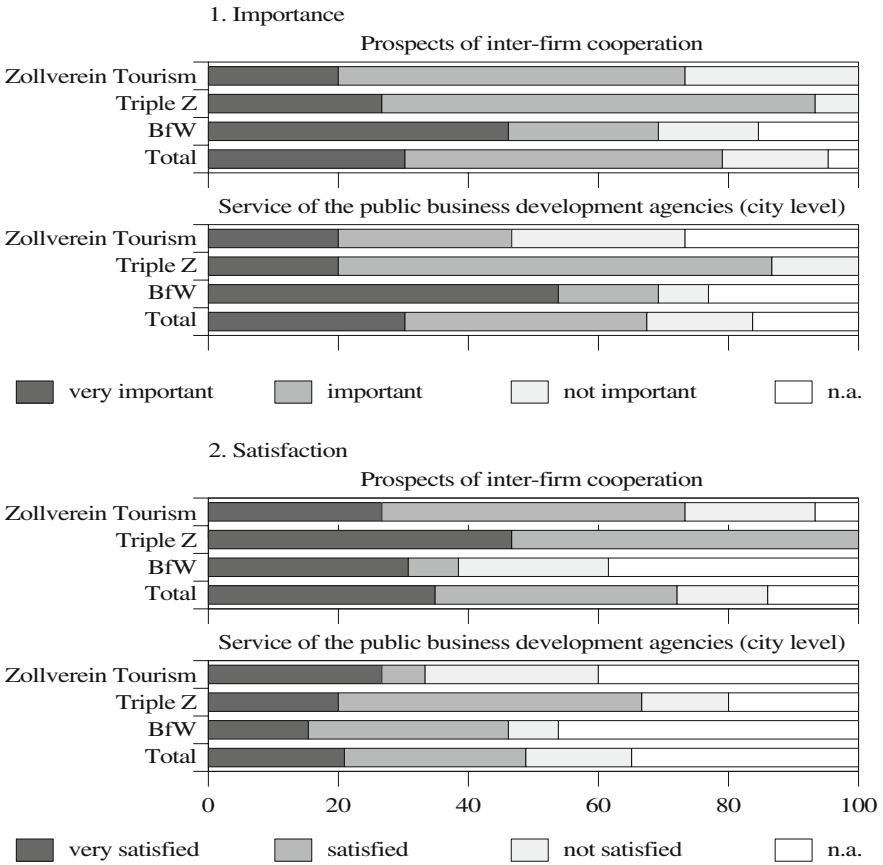 1. Importance
Prospects of inter-firm cooperation
Zollverein Tourism
Triple Z
BfW
Total
Service of the public business development agencies (city level)
Zollverein Tourism
Triple Z
BfW
Total
very important important not important n.a.
2. Satisfaction
Prospects of inter-firm cooperation
Zollverein Tourism
Triple Z
BfW
Total
Service of the public business development agencies (city level)
Zollverein Tourism
Triple Z
BfW
Total
0 20 40 60 80 100
very satisfied satisfied not satisfied n.a.